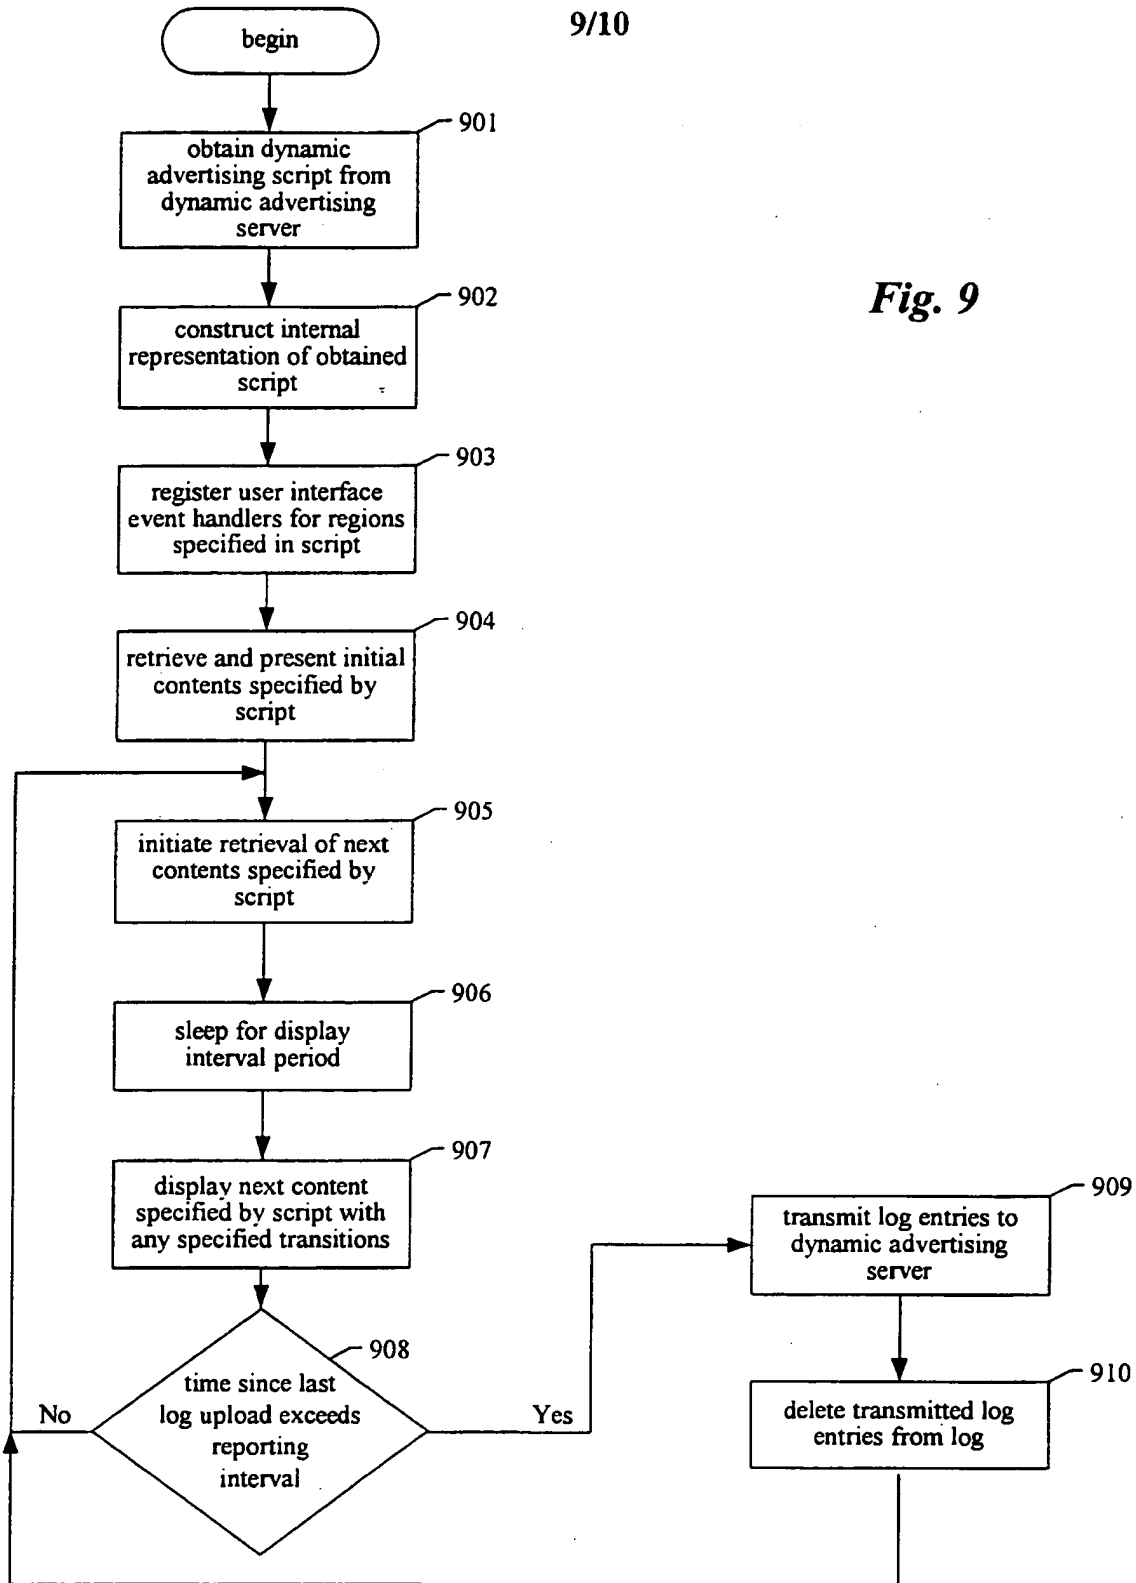 9/10
begin
901
obtain dynamic
advertising script from
dynamic advertising
server
902
construct internal
representation of obtained
script
Fig. 9
903
register user interface
event handlers for regions
specified in script
904
retrieve and present initial
contents specified by
script
905
initiate retrieval of next
contents specified by
script
906
sleep for display
interval period
907
display next content
specified by script with
any specified transitions
908
time since last
log upload exceeds
reporting
interval
No
Yes
909
transmit log entries to
dynamic advertising
server
910
delete transmitted log
entries from log